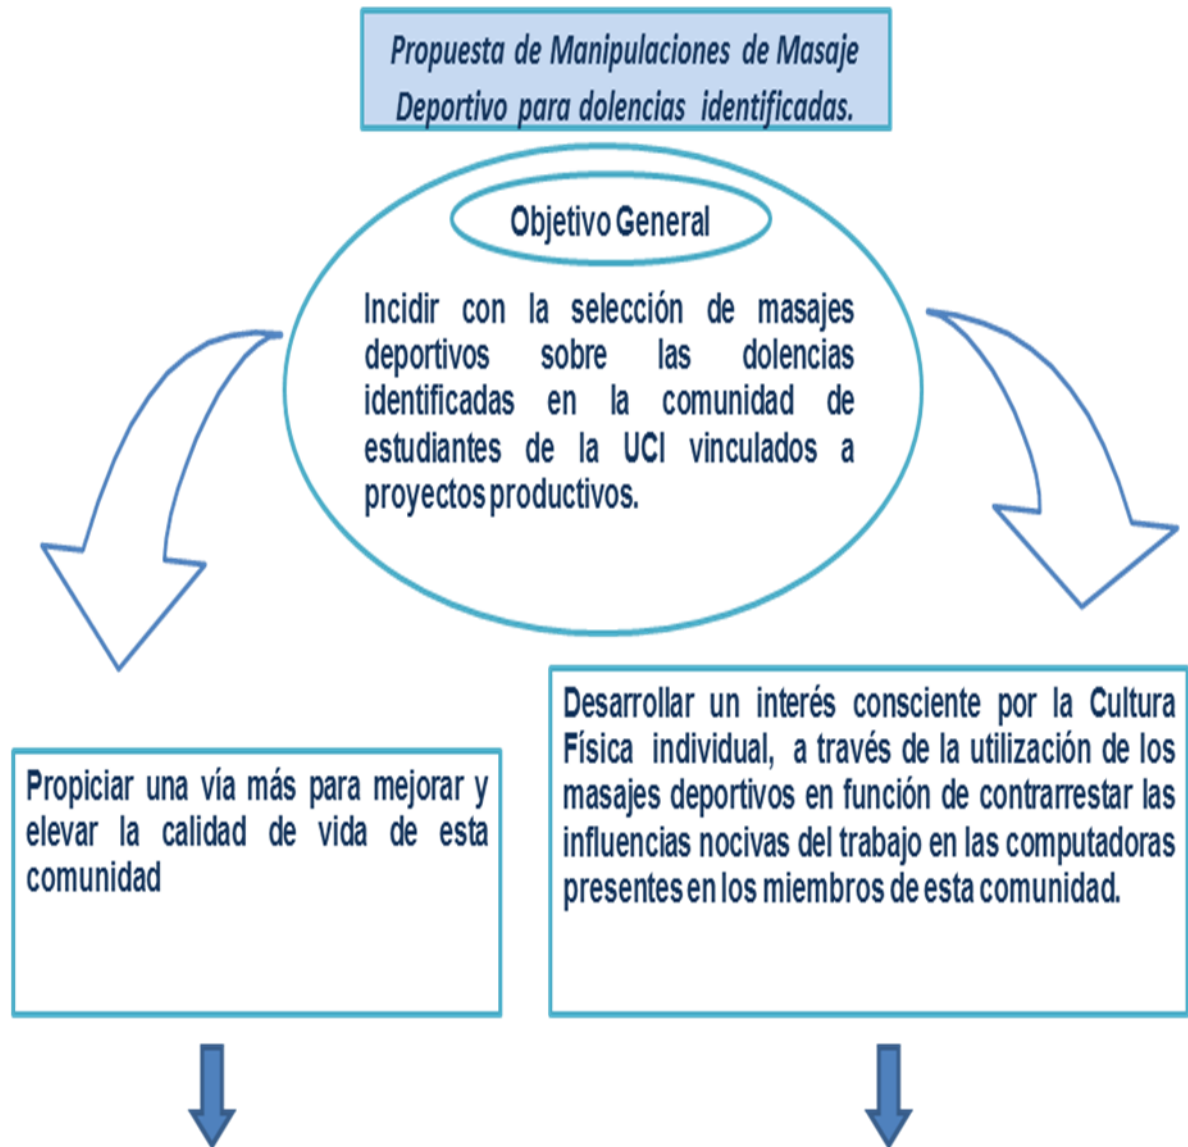 Propuesta de Manipulaciones de Masaje
Deportivo para dolencias identificadas.
Objetivo General
Incidir con la selección de masajes
deportivos sobre las dolencias
identificadas en la comunidad de
estudiantes de la UCI vinculados a
proyectos productivos.
Propiciar una vía más para mejorar y
elevar la calidad de vida de esta
comunidad
Desarrollar un interés consciente por la Cultura
Física individual, a través de la utilización de los
masajes deportivos en función de contrarrestar las
influencias nocivas del trabajo en las computadoras
presentes en los miembros de esta comunidad.